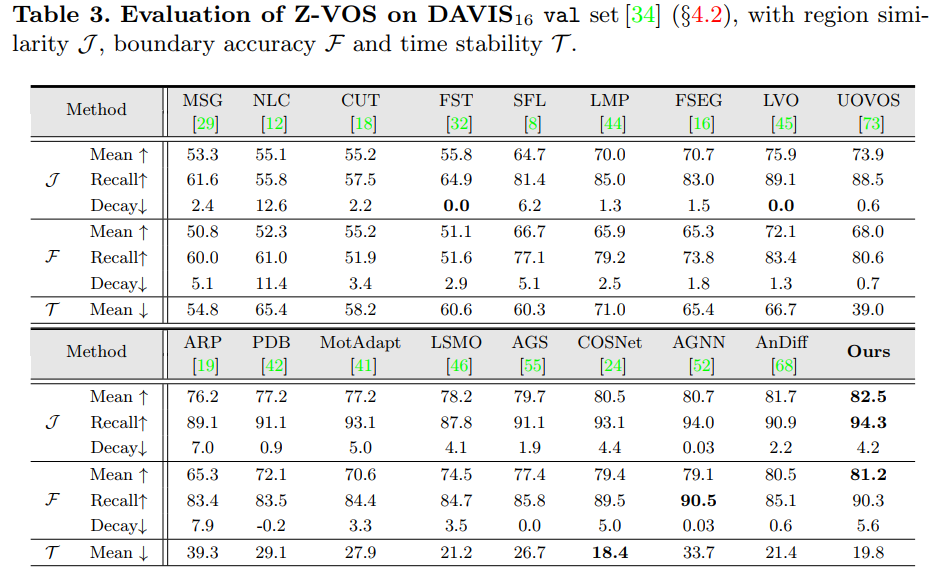 Table 3. Evaluation of Z-VOS on DAVIS₁₆ val set [34] (§4.2), with region simi-
larity 𝒥, boundary accuracy ℱ and time stability 𝒯.
Method MSG NLC CUT FST SFL LMP FSEG LVO UOVOS
[29] [12] [18] [32] [8] [44] [16] [45] [73]
Mean ↑ 53.3 55.1 55.2 55.8 64.7 70.0 70.7 75.9 73.9
𝒥 Recall↑ 61.6 55.8 57.5 64.9 81.4 85.0 83.0 89.1 88.5
Decay↓ 2.4 12.6 2.2 0.0 6.2 1.3 1.5 0.0 0.6
Mean ↑ 50.8 52.3 55.2 51.1 66.7 65.9 65.3 72.1 68.0
ℱ Recall↑ 60.0 61.0 51.9 51.6 77.1 79.2 73.8 83.4 80.6
Decay↓ 5.1 11.4 3.4 2.9 5.1 2.5 1.8 1.3 0.7
𝒯 Mean ↓ 54.8 65.4 58.2 60.6 60.3 71.0 65.4 66.7 39.0
Method ARP PDB MotAdapt LSMO AGS COSNet AGNN AnDiff Ours
[19] [42] [41] [46] [55] [24] [52] [68]
Mean ↑ 76.2 77.2 77.2 78.2 79.7 80.5 80.7 81.7 82.5
𝒥 Recall↑ 89.1 91.1 93.1 87.8 91.1 93.1 94.0 90.9 94.3
Decay↓ 7.0 0.9 5.0 4.1 1.9 4.4 0.03 2.2 4.2
Mean ↑ 65.3 72.1 70.6 74.5 77.4 79.4 79.1 80.5 81.2
ℱ Recall↑ 83.4 83.5 84.4 84.7 85.8 89.5 90.5 85.1 90.3
Decay↓ 7.9 -0.2 3.3 3.5 0.0 5.0 0.03 0.6 5.6
𝒯 Mean ↓ 39.3 29.1 27.9 21.2 26.7 18.4 33.7 21.4 19.8